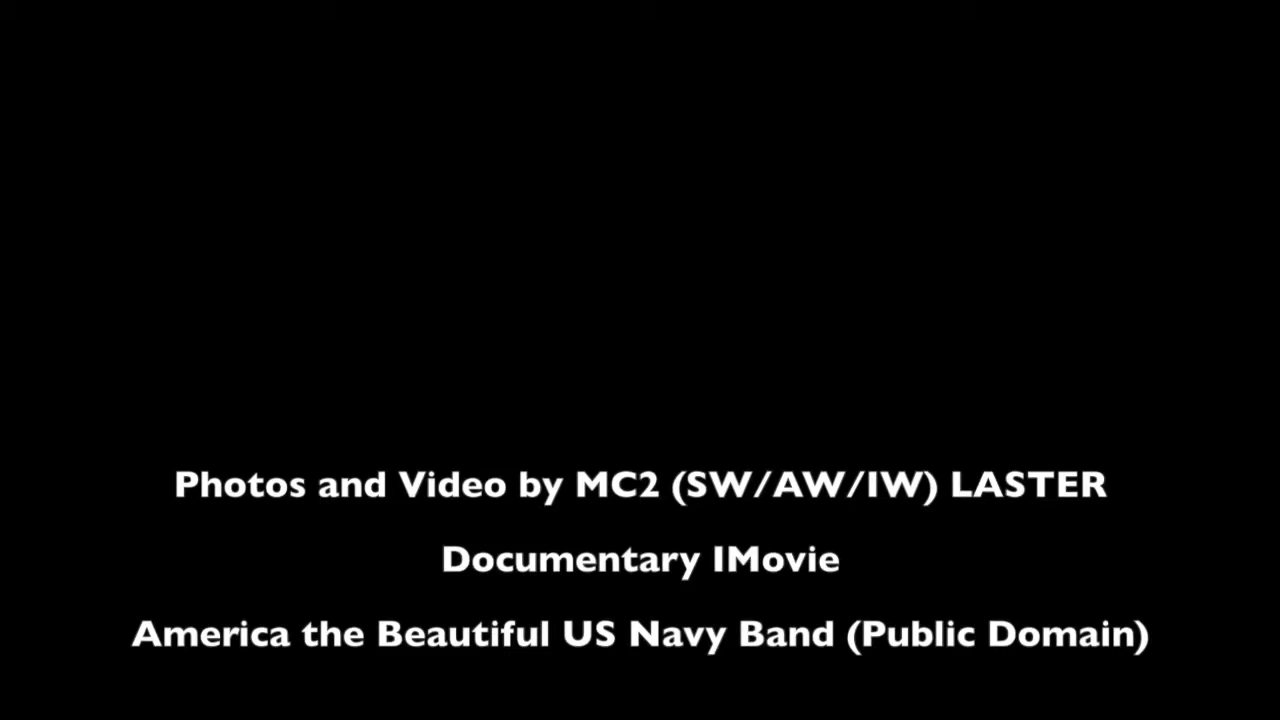 Photos and Video by MC2 (SW/AW/IW) LASTER
Documentary IMovie
America the Beautiful US Navy Band (Public Domain)